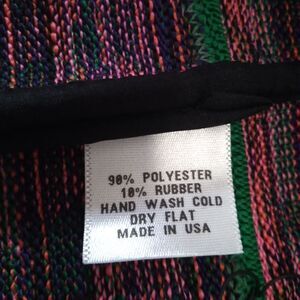 90% POLYESTER
10% RUBBER
HAND WASH COLD
DRY FLAT
MADE IN USA